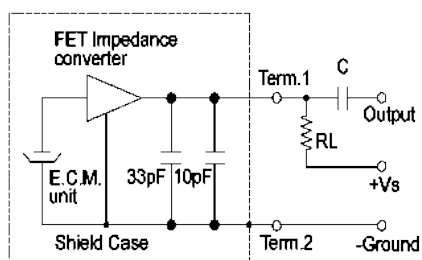 FET Impedance
converter
Term.1
C
Output
RL
+Vs
E.C.M.
unit
33pF
10pF
Shield Case
Term.2
-Ground